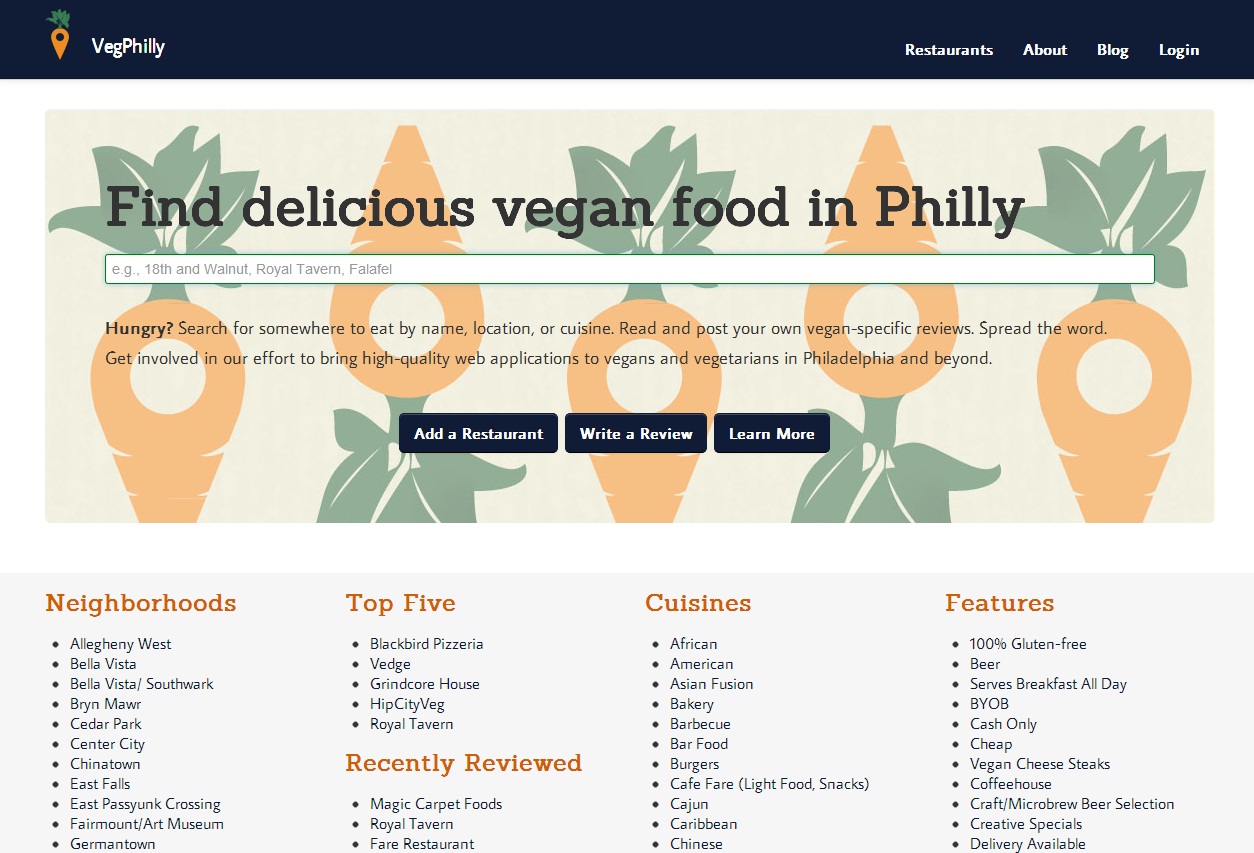 VegPhilly
Restaurants About Blog Login
Find delicious vegan food in Philly
e.g., 18th and Walnut, Royal Tavern, Falafel
Hungry? Search for somewhere to eat by name, location, or cuisine. Read and post your own vegan-specific reviews. Spread the word.
Get involved in our effort to bring high-quality web applications to vegans and vegetarians in Philadelphia and beyond.
Add a Restaurant Write a Review Learn More
Neighborhoods
Allegheny West
Bella Vista
Bella Vista/ Southwark
Bryn Mawr
Cedar Park
Center City
Chinatown
East Falls
East Passyunk Crossing
Fairmount/Art Museum
Germantown
Top Five
Blackbird Pizzeria
Vedge
Grindcore House
HipCityVeg
Royal Tavern
Recently Reviewed
Magic Carpet Foods
Royal Tavern
Fare Restaurant
Cuisines
African
American
Asian Fusion
Bakery
Barbecue
Bar Food
Burgers
Cafe Fare (Light Food, Snacks)
Cajun
Caribbean
Chinese
Features
100% Gluten-free
Beer
Serves Breakfast All Day
BYOB
Cash Only
Cheap
Vegan Cheese Steaks
Coffeehouse
Craft/Microbrew Beer Selection
Creative Specials
Delivery Available